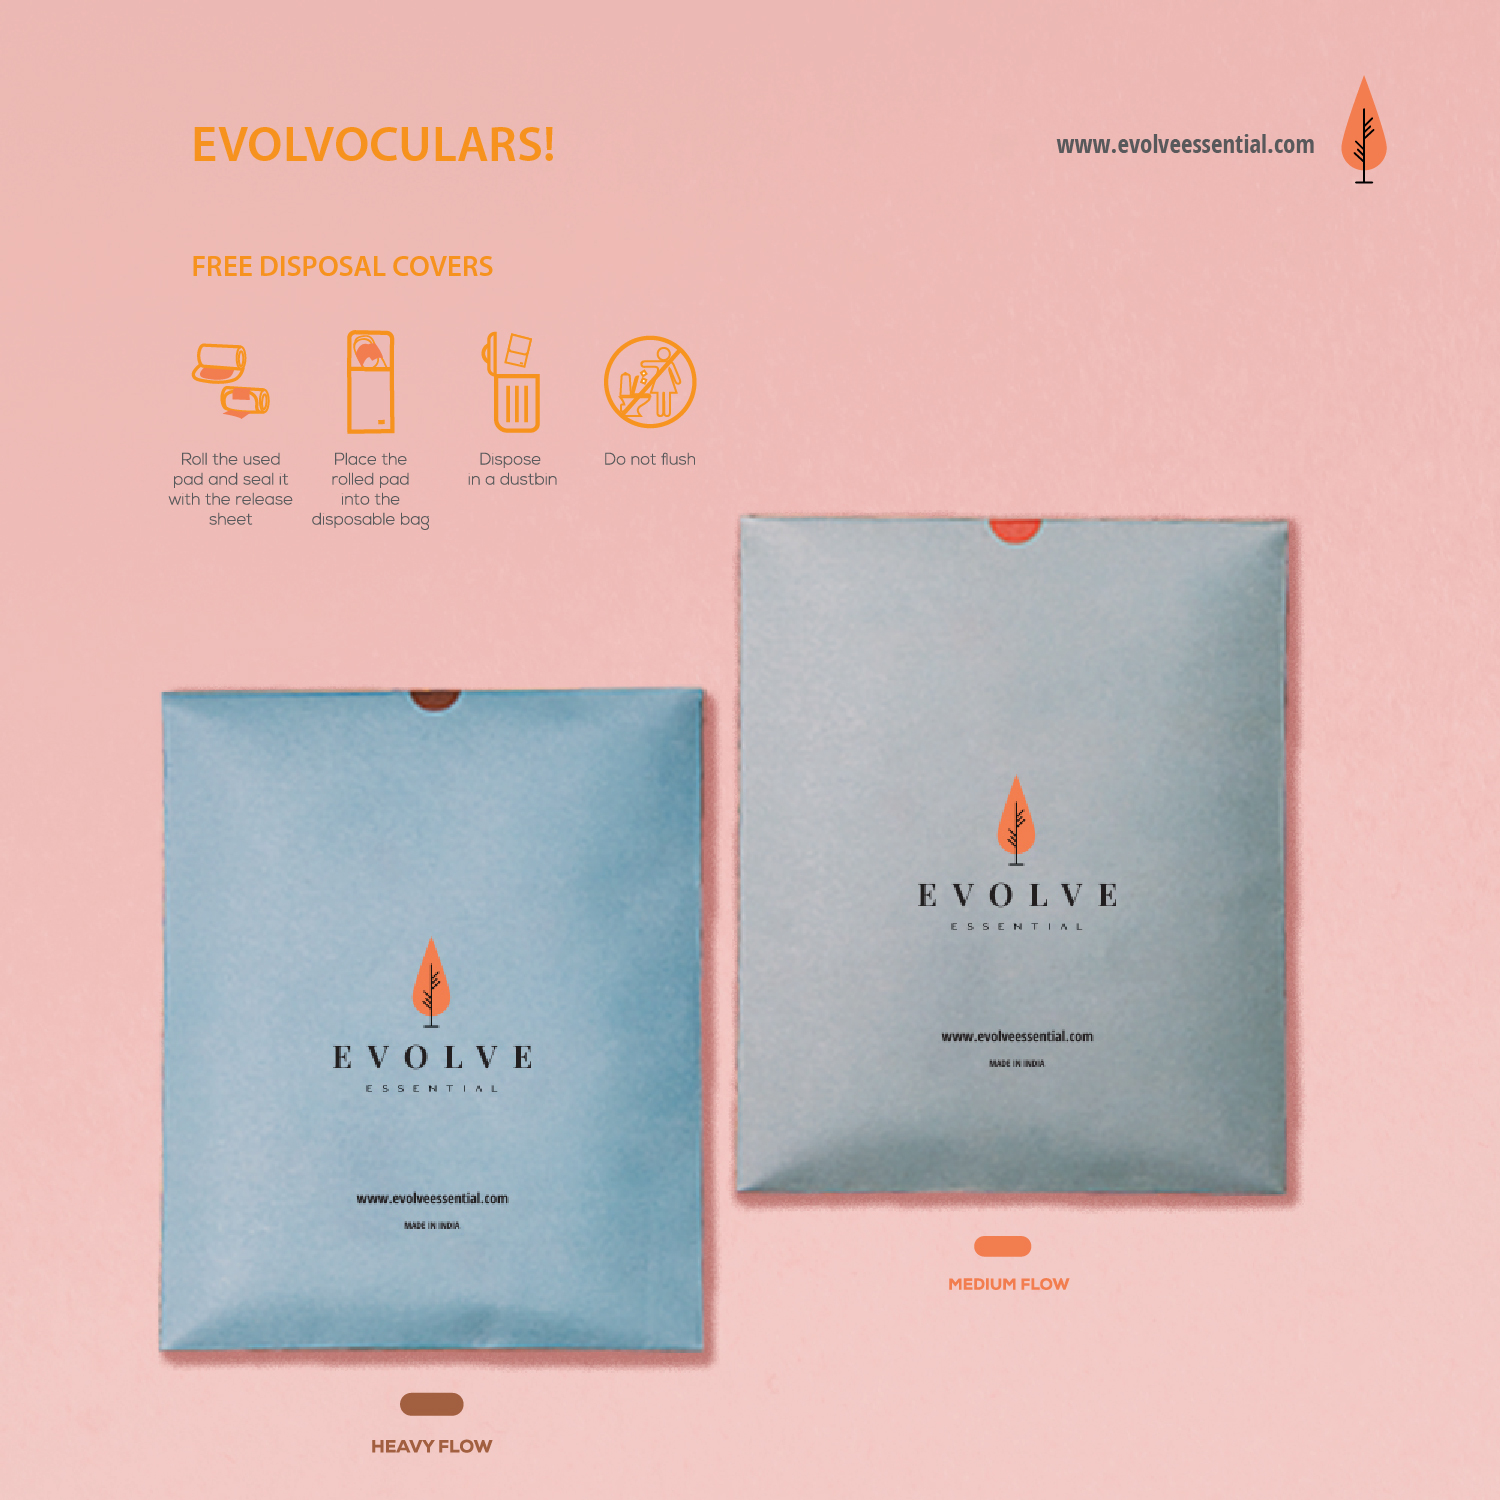 EVOLVOCULARS!
www.evolveessential.com
FREE DISPOSAL COVERS
Roll the used
pad and seal it
with the release
sheet
Place the
rolled pad
into the
disposable bag
Dispose
in a dustbin
Do not flush
EVOLVE
ESSENTIAL
www.evolveessential.com
MADE IN INDIA
MEDIUM FLOW
EVOLVE
ESSENTIAL
www.evolveessential.com
MADE IN INDIA
HEAVY FLOW